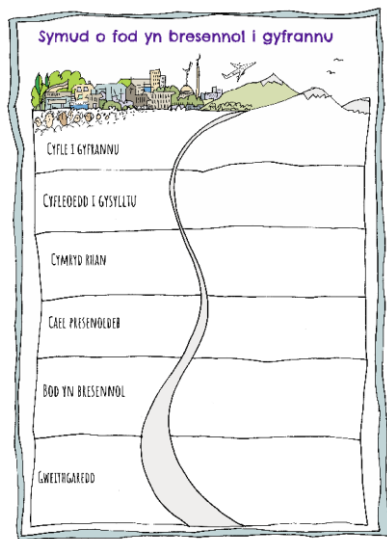 Symud o fod yn bresennol i gyfrannu
CYFLE I GYFRANNU
CYFLEOEDD I GYSYLLTU
CYMRYD RHAN
CAEL PRESENOLDEB
BOD YN BRESENNOL
GWEITHGAREDD